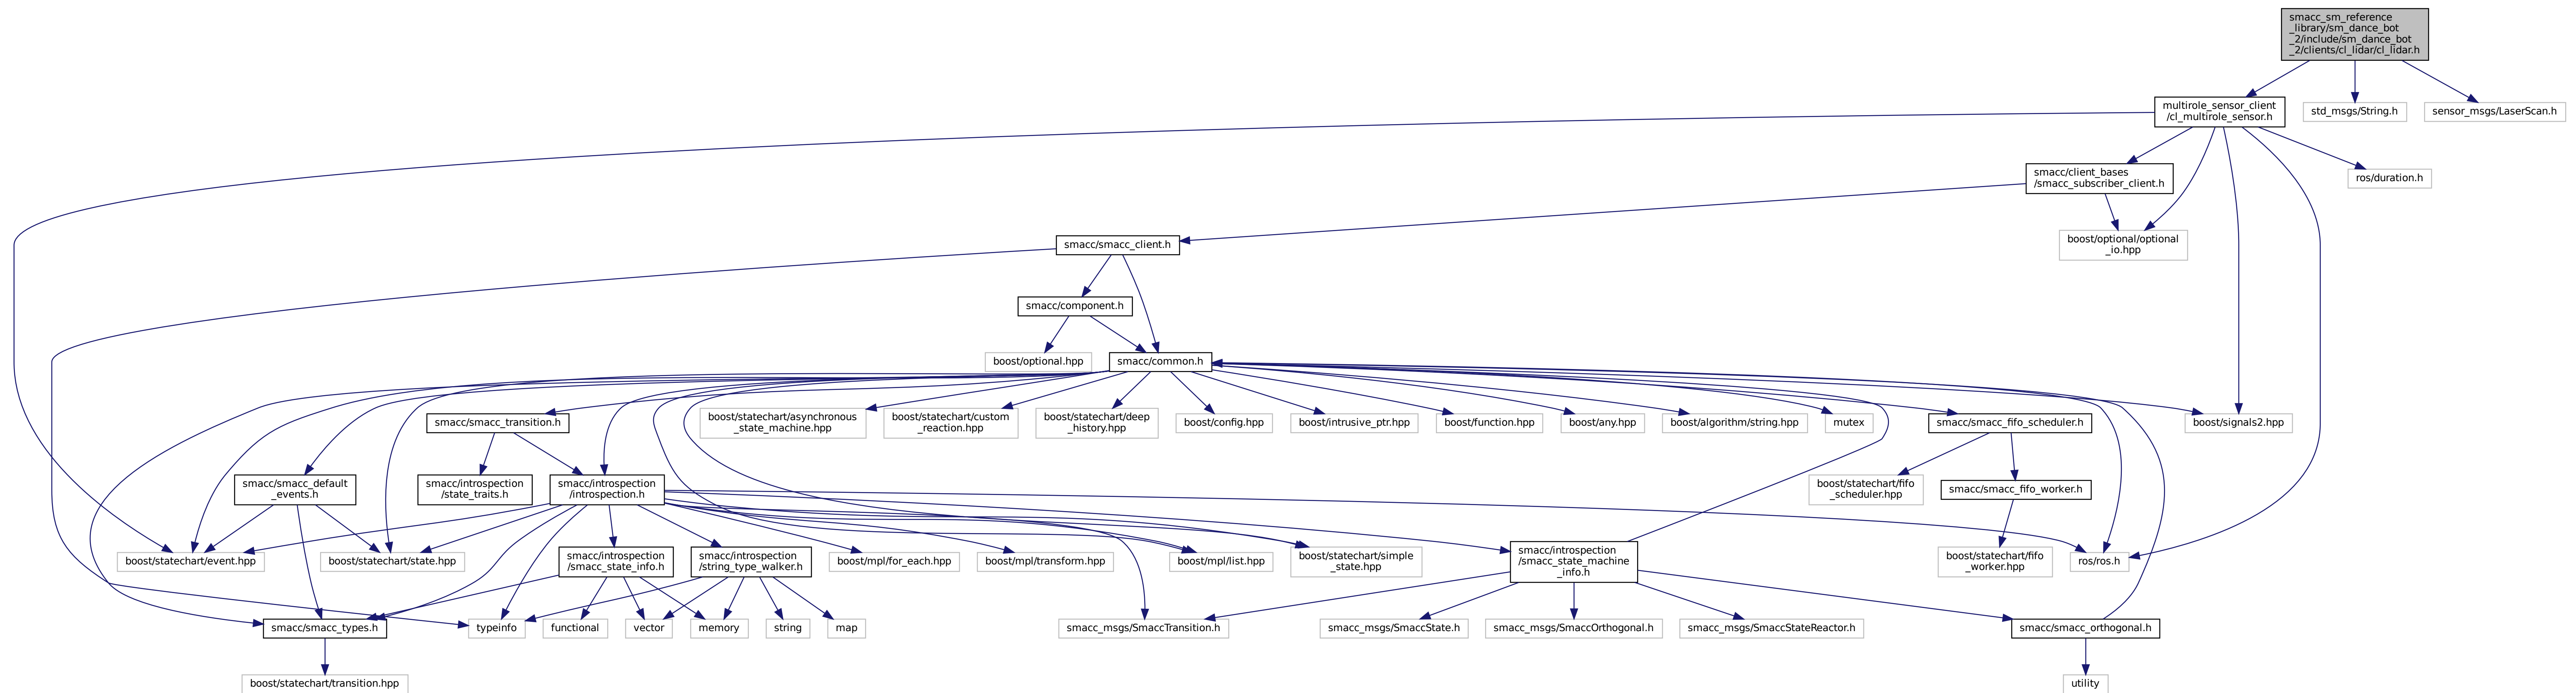 smacc_sm_reference
_library/sm_dance_bot
_2/include/sm_dance_bot
_2/clients/cl_lidar/cl_lidar.h
multirole_sensor_client
/cl_multirole_sensor.h
std_msgs/String.h
sensor_msgs/LaserScan.h
smacc/client_bases
/smacc_subscriber_client.h
ros/duration.h
smacc/smacc_client.h
boost/optional/optional
_io.hpp
smacc/component.h
boost/optional.hpp
smacc/common.h
smacc/smacc_transition.h
boost/statechart/asynchronous
_state_machine.hpp
boost/statechart/custom
_reaction.hpp
boost/statechart/deep
_history.hpp
boost/config.hpp
boost/intrusive_ptr.hpp
boost/function.hpp
boost/any.hpp
boost/algorithm/string.hpp
mutex
smacc/smacc_fifo_scheduler.h
boost/signals2.hpp
smacc/smacc_default
_events.h
smacc/introspection
/state_traits.h
smacc/introspection
/introspection.h
boost/statechart/fifo
_scheduler.hpp
smacc/smacc_fifo_worker.h
boost/statechart/event.hpp
boost/statechart/state.hpp
smacc/introspection
/smacc_state_info.h
smacc/introspection
/string_type_walker.h
boost/mpl/for_each.hpp
boost/mpl/transform.hpp
boost/mpl/list.hpp
boost/statechart/simple
_state.hpp
smacc/introspection
/smacc_state_machine
_info.h
boost/statechart/fifo
_worker.hpp
ros/ros.h
smacc/smacc_types.h
typeinfo
functional
vector
memory
string
map
smacc_msgs/SmaccTransition.h
smacc_msgs/SmaccState.h
smacc_msgs/SmaccOrthogonal.h
smacc_msgs/SmaccStateReactor.h
smacc/smacc_orthogonal.h
boost/statechart/transition.hpp
utility